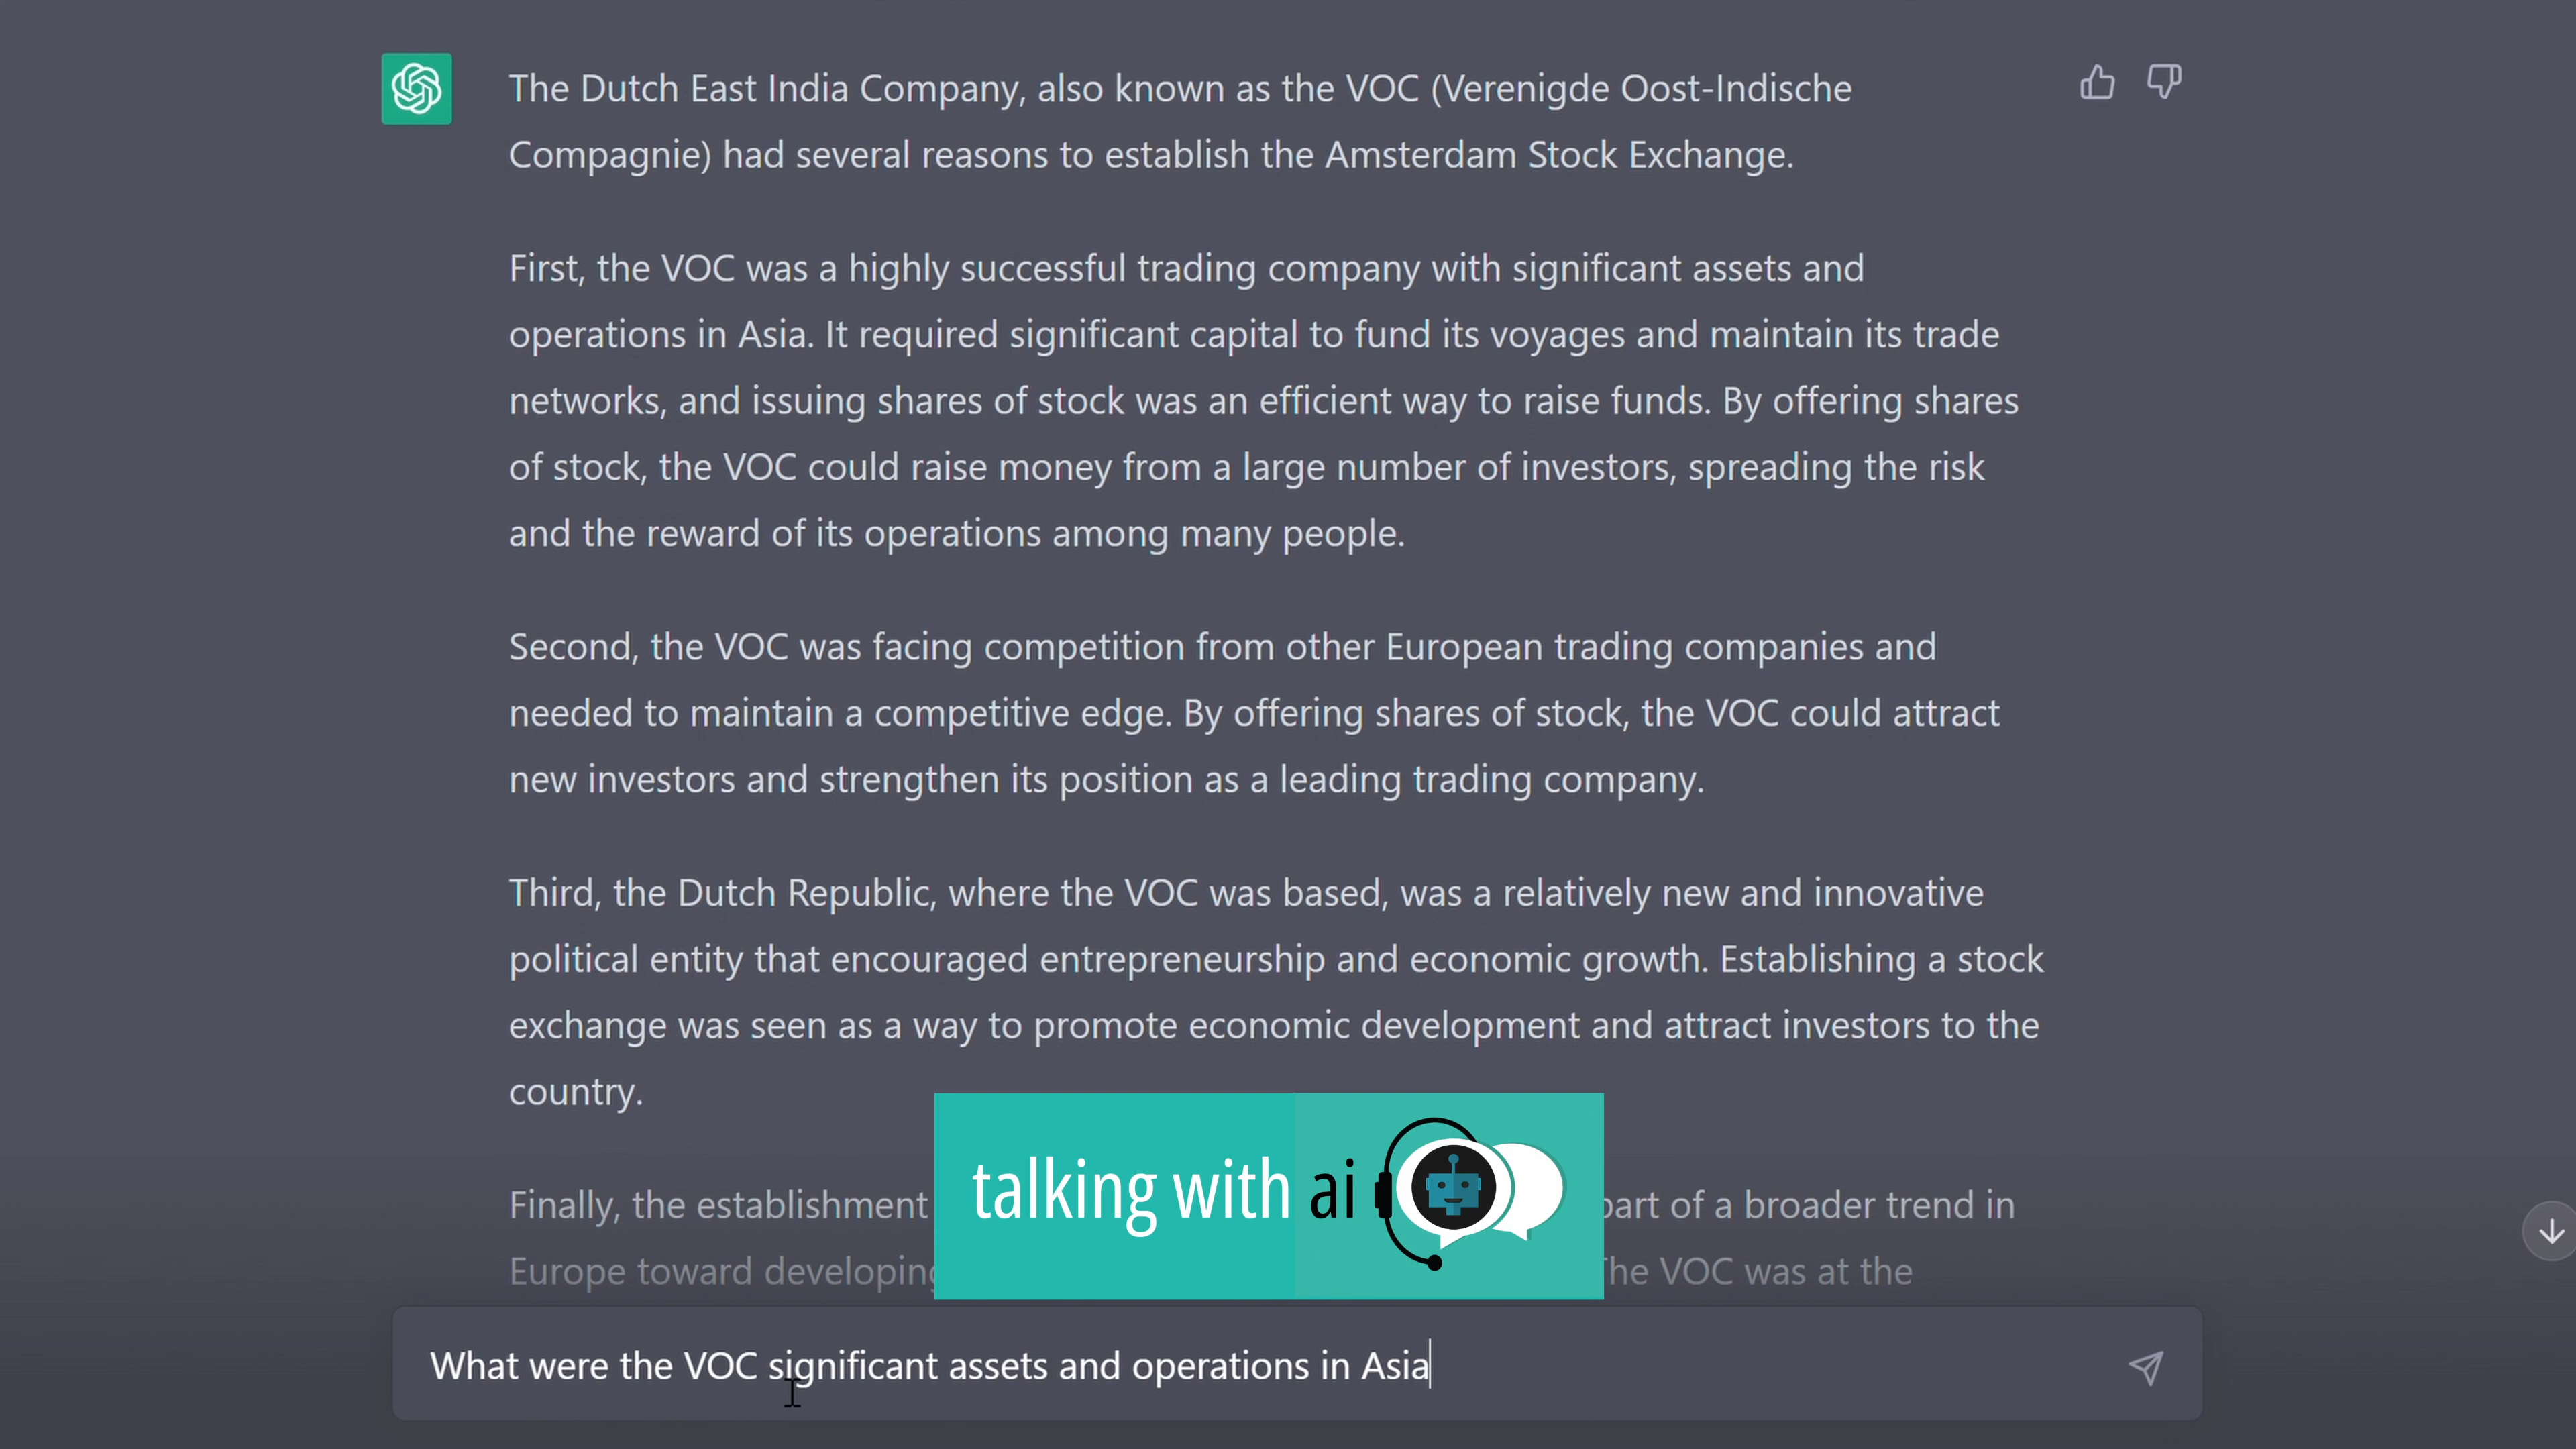 The Dutch East India Company, also known as the VOC (Verenigde Oost-Indische
Compagnie) had several reasons to establish the Amsterdam Stock Exchange.
First, the VOC was a highly successful trading company with significant assets and
operations in Asia. It required significant capital to fund its voyages and maintain its trade
networks, and issuing shares of stock was an efficient way to raise funds. By offering shares
of stock, the VOC could raise money from a large number of investors, spreading the risk
and the reward of its operations among many people.
Second, the VOC was facing competition from other European trading companies and
needed to maintain a competitive edge. By offering shares of stock, the VOC could attract
new investors and strengthen its position as a leading trading company.
Third, the Dutch Republic, where the VOC was based, was a relatively new and innovative
political entity that encouraged entrepreneurship and economic growth. Establishing a stock
exchange was seen as a way to promote economic development and attract investors to the
country.
Finally, the establishment part of a broader trend in
Europe toward developing The VOC was at the
talking with ai
What were the VOC significant assets and operations in Asia